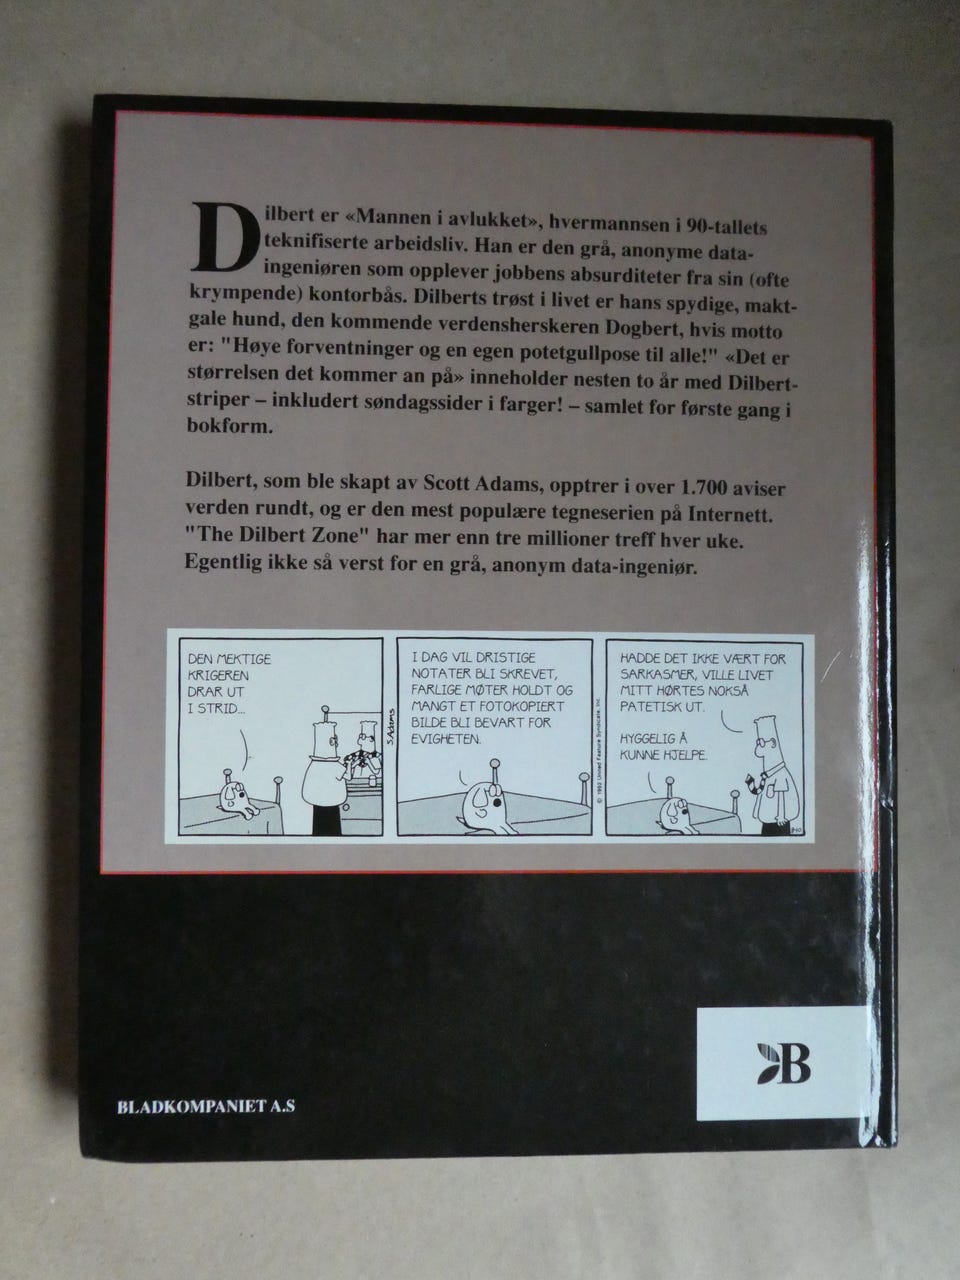 Dilbert er «Mannen i avlukket», hvermannsen i 90-tallets
teknifiserte arbeidsliv. Han er den grå, anonyme data-
ingeniøren som opplever jobbens absurditeter fra sin (ofte
krympende) kontorbås. Dilberts trøst i livet er hans spydige, makt-
gale hund, den kommende verdensherskeren Dogbert, hvis motto
er: "Høye forventninger og en egen potetgullpose til alle!" «Det er
størrelsen det kommer an på» inneholder nesten to år med Dilbert-
striper – inkludert søndagssider i farger! – samlet for første gang i
bokform.
Dilbert, som ble skapt av Scott Adams, opptrer i over 1.700 aviser
verden rundt, og er den mest populære tegneserien på Internett.
"The Dilbert Zone" har mer enn tre millioner treff hver uke.
Egentlig ikke så verst for en grå, anonym data-ingeniør.
DEN MEKTIGE
KRIGEREN
DRAR UT
I STRID...
S.Adams
I DAG VIL DRISTIGE
NOTATER BLI SKREVET,
FARLIGE MØTER HOLDT OG
MANGT ET FOTOKOPIERT
BILDE BLI BEVART FOR
EVIGHETEN.
© 1992 United Feature Syndicate, Inc.
HADDE DET IKKE VÆRT FOR
SARKASMER, VILLE LIVET
MITT HØRTES NOKSÅ
PATETISK UT.
HYGGELIG Å
KUNNE HJELPE.
BLADKOMPANIET A.S
B